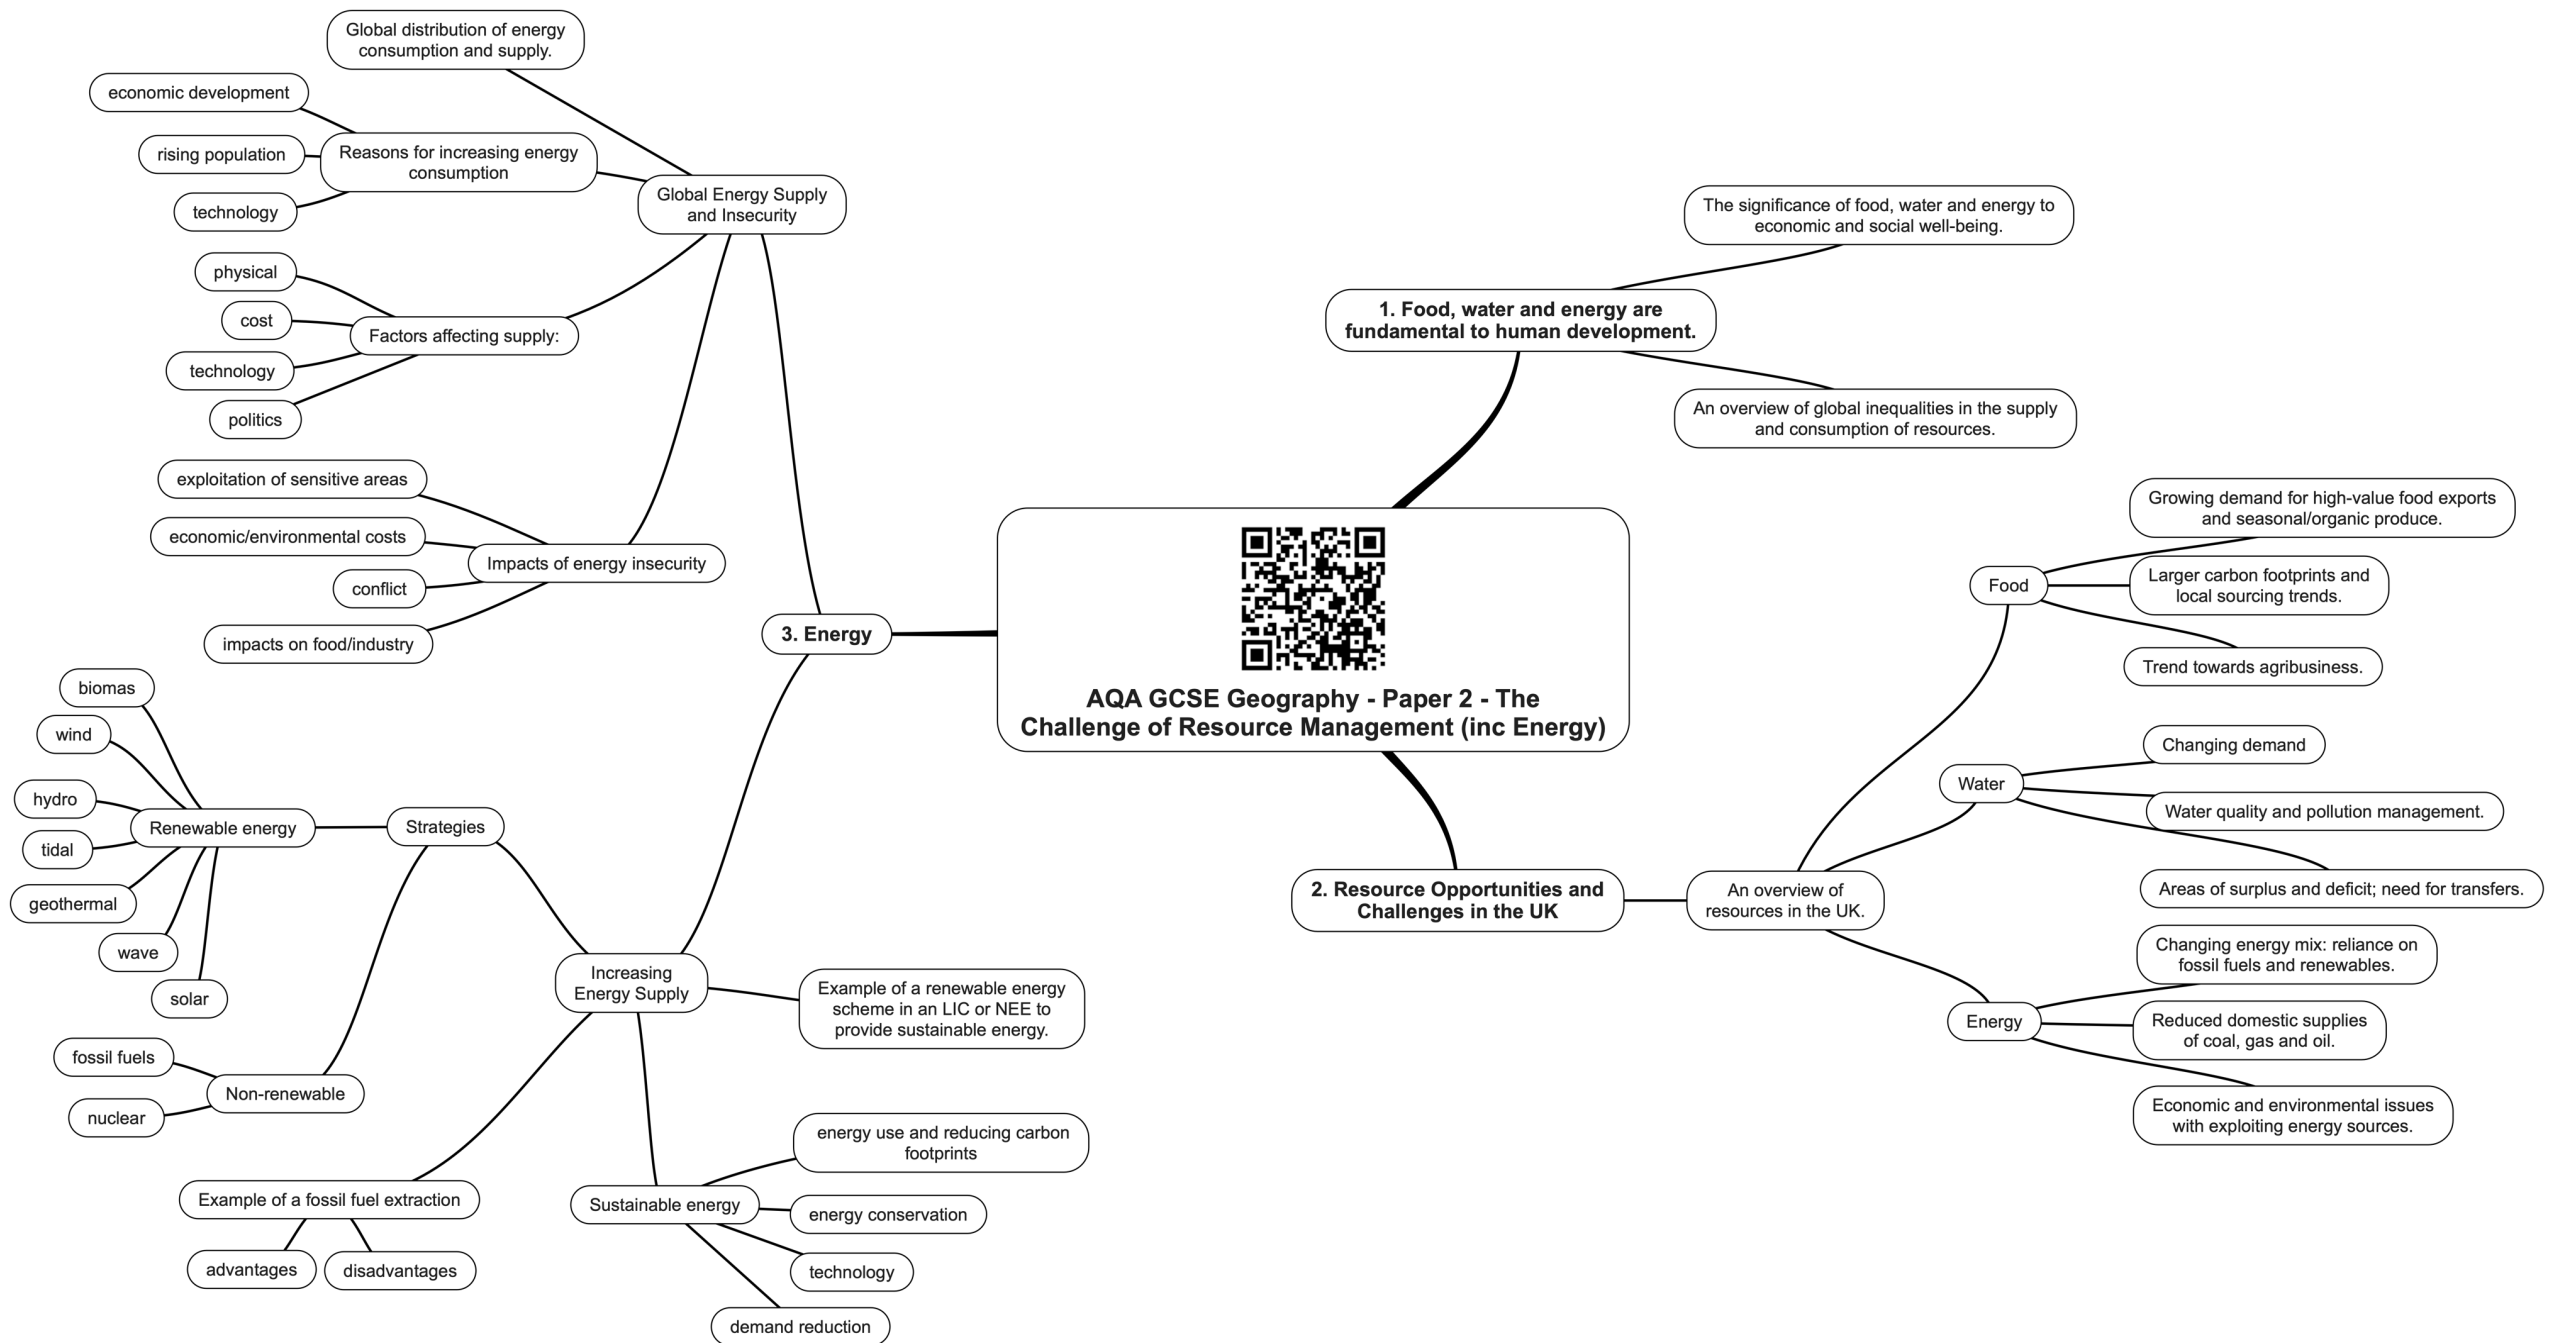 AQA GCSE Geography - Paper 2 - The
Challenge of Resource Management (inc Energy)
1. Food, water and energy are
fundamental to human development.
The significance of food, water and energy to
economic and social well-being.
An overview of global inequalities in the supply
and consumption of resources.
2. Resource Opportunities and
Challenges in the UK
An overview of
resources in the UK.
Food
Growing demand for high-value food exports
and seasonal/organic produce.
Larger carbon footprints and
local sourcing trends.
Trend towards agribusiness.
Water
Changing demand
Water quality and pollution management.
Areas of surplus and deficit; need for transfers.
Energy
Changing energy mix: reliance on
fossil fuels and renewables.
Reduced domestic supplies
of coal, gas and oil.
Economic and environmental issues
with exploiting energy sources.
3. Energy
Global Energy Supply
and Insecurity
Global distribution of energy
consumption and supply.
Reasons for increasing energy
consumption
economic development
rising population
technology
Factors affecting supply:
physical
cost
technology
politics
Impacts of energy insecurity
exploitation of sensitive areas
economic/environmental costs
conflict
impacts on food/industry
Increasing
Energy Supply
Strategies
Renewable energy
biomas
wind
hydro
tidal
geothermal
wave
solar
Non-renewable
fossil fuels
nuclear
Example of a fossil fuel extraction
advantages
disadvantages
Example of a renewable energy
scheme in an LIC or NEE to
provide sustainable energy.
Sustainable energy
energy use and reducing carbon
footprints
energy conservation
technology
demand reduction